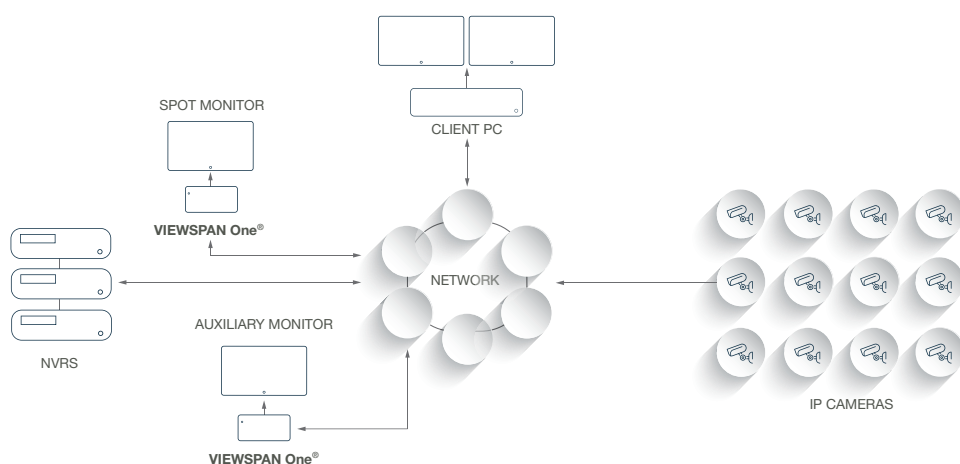 SPOT MONITOR
CLIENT PC
VIEWSPAN One®
NETWORK
AUXILIARY MONITOR
NVRS
IP CAMERAS
VIEWSPAN One®